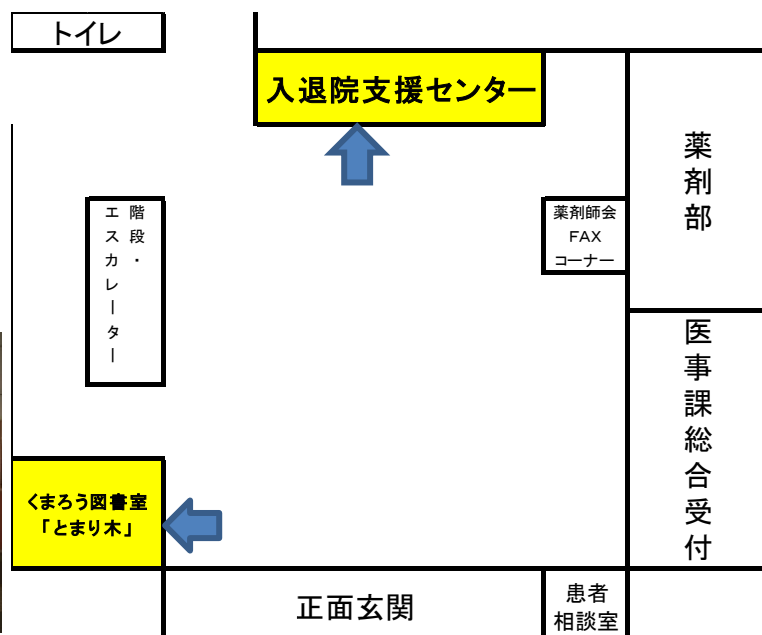 トイレ
入退院支援センター
薬剤部
階段・
エスカレーター
薬剤師会
FAX
コーナー
医事課総合受付
くまろう図書室
「とまり木」
正面玄関
患者
相談室